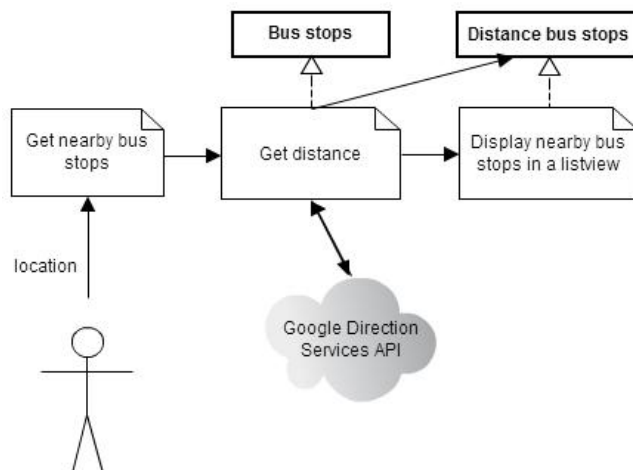 Bus stops
Distance bus stops
Get nearby bus
stops
Get distance
Display nearby bus
stops in a listview
location
Google Direction
Services API